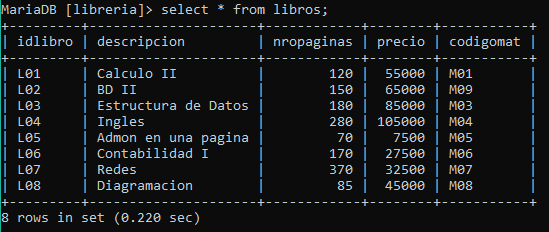 MariaDB [libreria]> select * from libros;
+---------+----------------------+------------+--------+-----------+
| idlibro | descripcion          | nropaginas | precio | codigomat |
+---------+----------------------+------------+--------+-----------+
| L01     | Calculo II           |        120 |  55000 | M01       |
| L02     | BD II                |        150 |  65000 | M09       |
| L03     | Estructura de Datos  |        180 |  85000 | M03       |
| L04     | Ingles               |        280 | 105000 | M04       |
| L05     | Admon en una pagina  |         70 |   7500 | M05       |
| L06     | Contabilidad I       |        170 |  27500 | M06       |
| L07     | Redes                |        370 |  32500 | M07       |
| L08     | Diagramacion         |         85 |  45000 | M08       |
+---------+----------------------+------------+--------+-----------+
8 rows in set (0.220 sec)